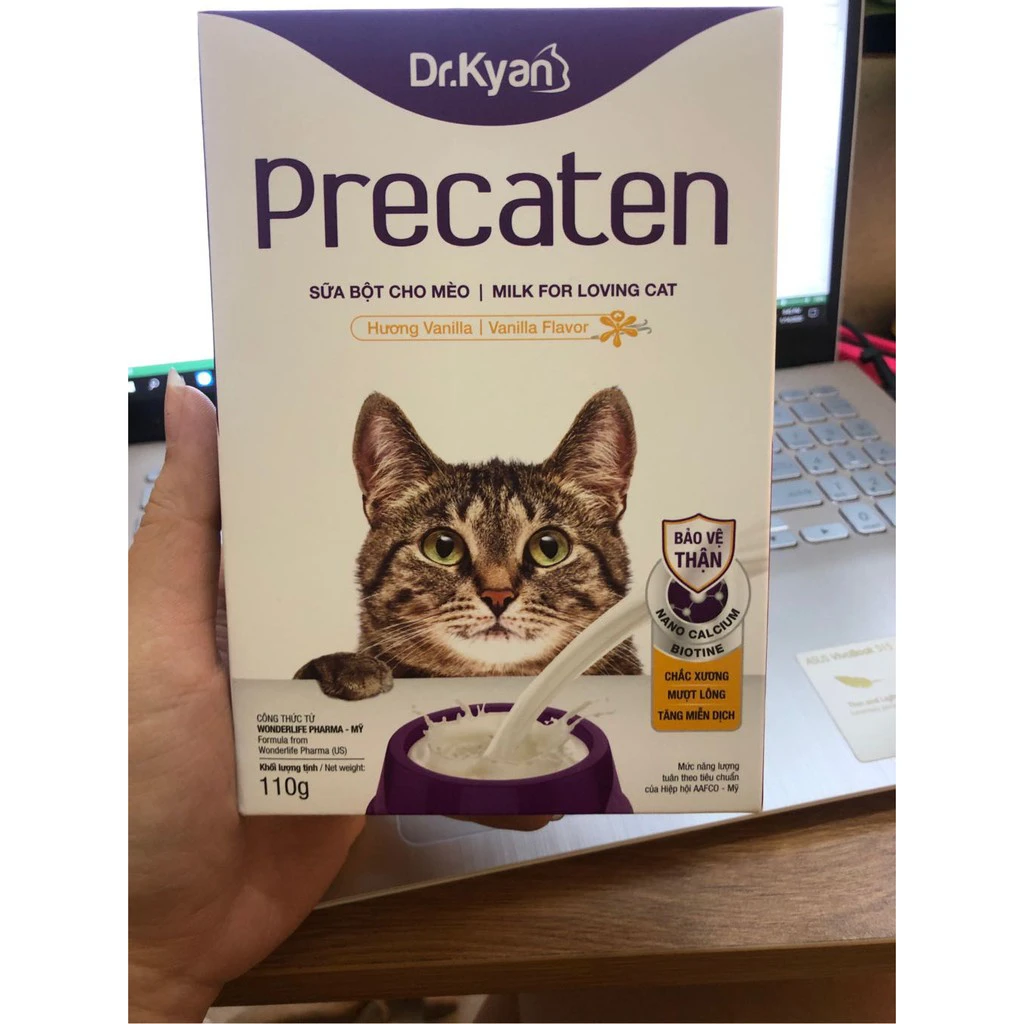 Dr.Kyan
Precaten
SỮA BỘT CHO MÈO | MILK FOR LOVING CAT
Hương Vanilla | Vanilla Flavor
BẢO VỆ
THẬN
NANO CALCIUM
BIOTINE
CHẮC XƯƠNG
MƯỢT LÔNG
TĂNG MIỄN DỊCH
CÔNG THỨC TỪ
WONDERLIFE PHARMA - MỸ
Formula from
Wonderlife Pharma (US)
Khối lượng tịnh / Net weight:
110g
Mức năng lượng
tuân theo tiêu chuẩn
của Hiệp hội AAFCO - Mỹ
ASUS VivoBook S15